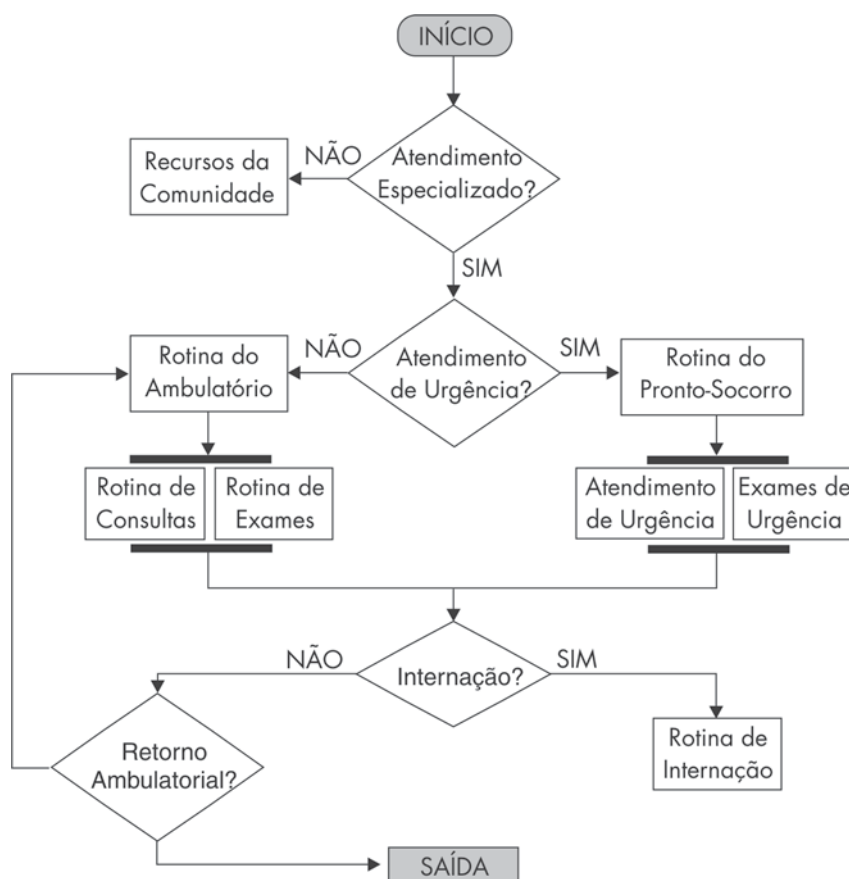 INÍCIO
Recursos da
Comunidade
NÃO
Atendimento
Especializado?
SIM
Rotina do
Ambulatório
NÃO
Atendimento
de Urgência?
SIM
Rotina do
Pronto-Socorro
Rotina de
Consultas
Rotina de
Exames
Atendimento
de Urgência
Exames de
Urgência
NÃO
Internação?
SIM
Retorno
Ambulatorial?
Rotina de
Internação
SAÍDA